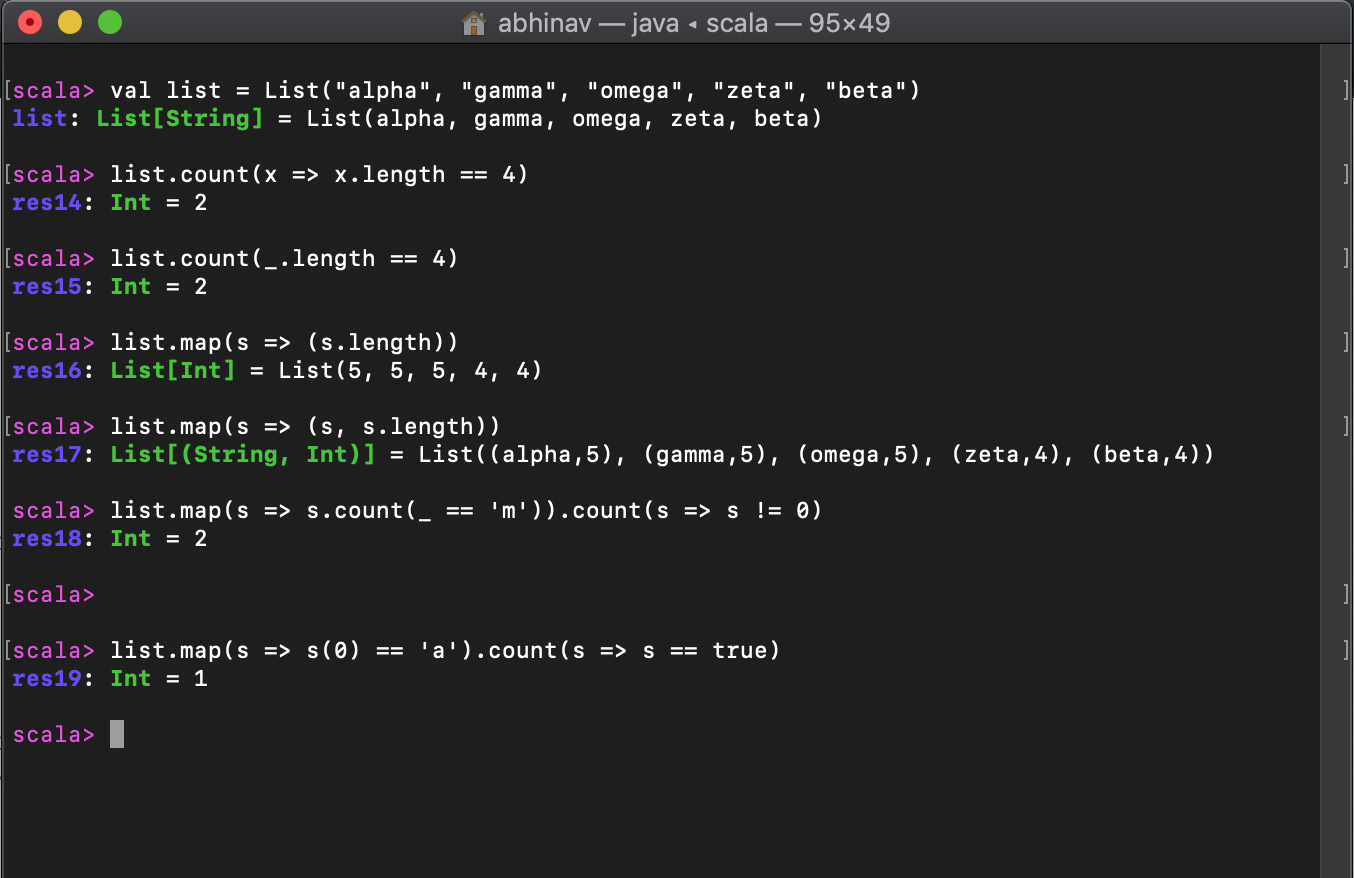 abhinav — java ◂ scala — 95×49
[scala> val list = List("alpha", "gamma", "omega", "zeta", "beta") ]
list: List[String] = List(alpha, gamma, omega, zeta, beta)
[scala> list.count(x => x.length == 4) ]
res14: Int = 2
[scala> list.count(_.length == 4) ]
res15: Int = 2
[scala> list.map(s => (s.length)) ]
res16: List[Int] = List(5, 5, 5, 4, 4)
[scala> list.map(s => (s, s.length)) ]
res17: List[(String, Int)] = List((alpha,5), (gamma,5), (omega,5), (zeta,4), (beta,4))
scala> list.map(s => s.count(_ == 'm')).count(s => s != 0)
res18: Int = 2
[scala> ]
[scala> list.map(s => s(0) == 'a').count(s => s == true) ]
res19: Int = 1
scala>